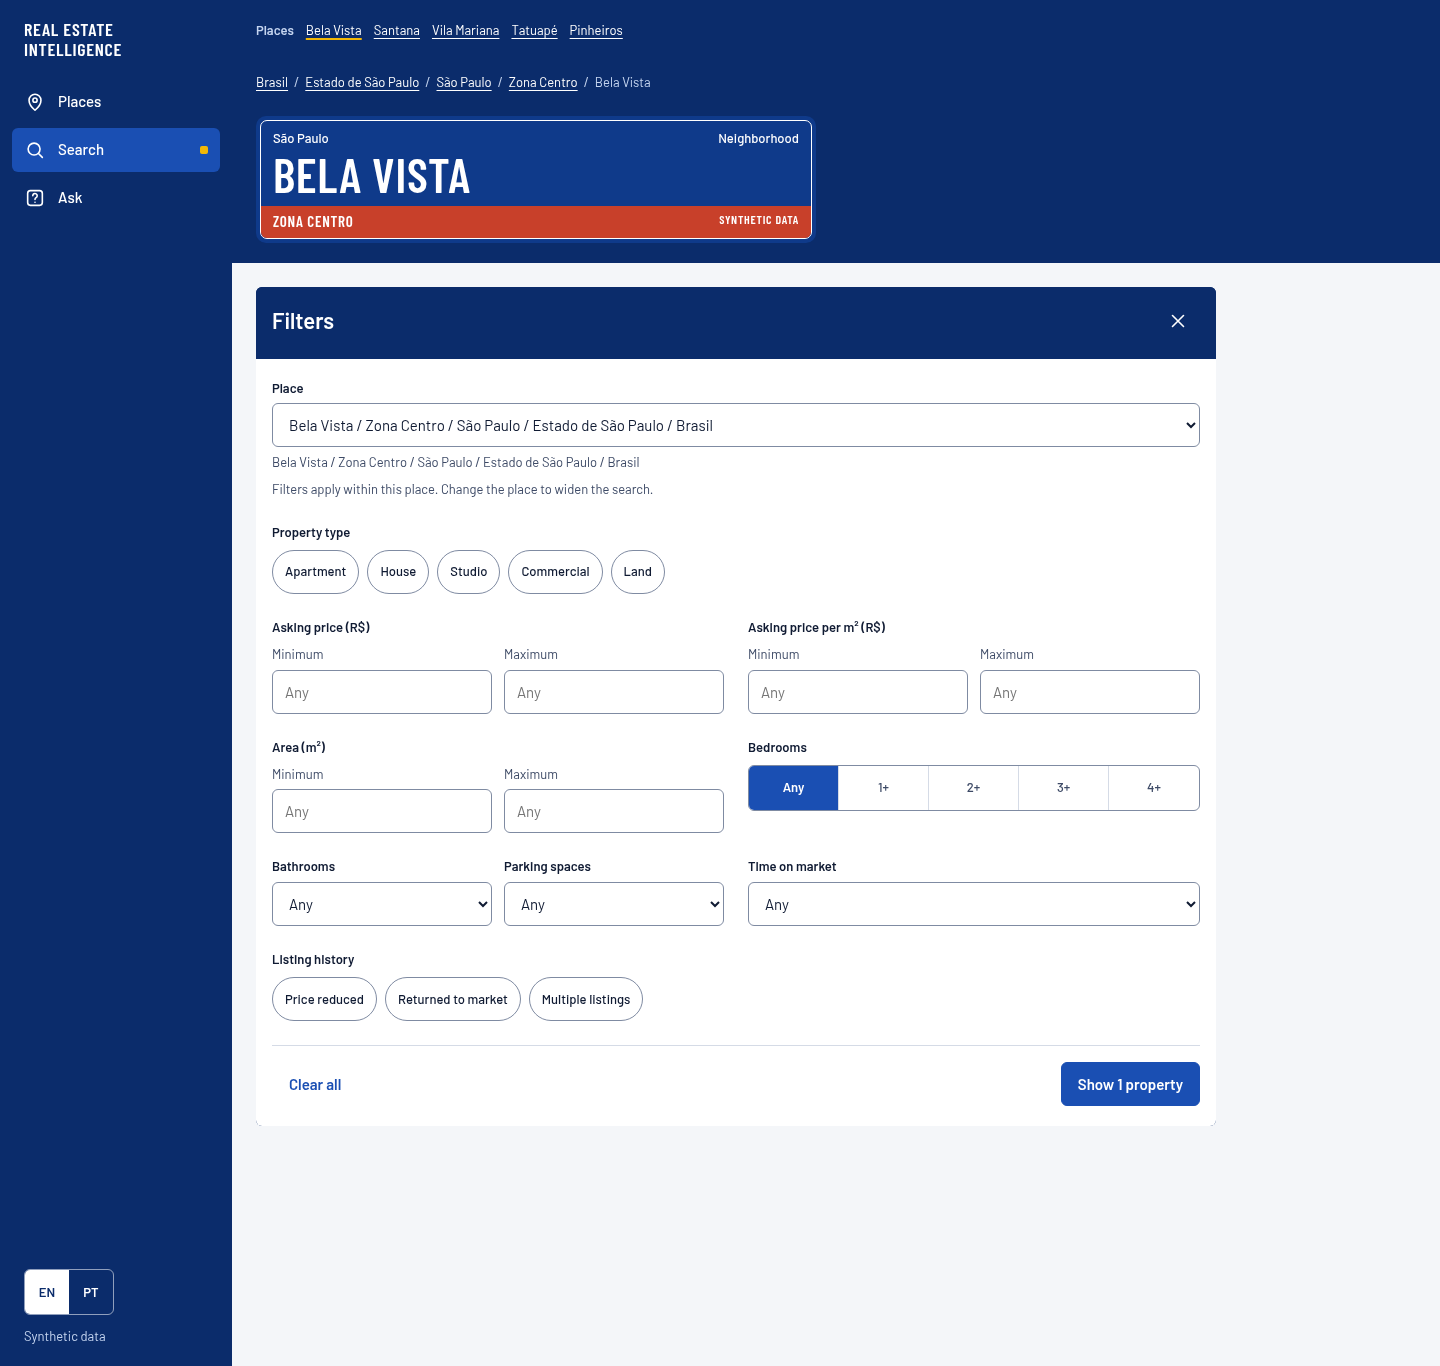 REAL ESTATE
INTELLIGENCE
Places
Search
Ask
EN PT
Synthetic data
Places Bela Vista Santana Vila Mariana Tatuapé Pinheiros
Brasil / Estado de São Paulo / São Paulo / Zona Centro / Bela Vista
São Paulo Neighborhood
BELA VISTA
ZONA CENTRO SYNTHETIC DATA
Filters
Place
Bela Vista / Zona Centro / São Paulo / Estado de São Paulo / Brasil
Bela Vista / Zona Centro / São Paulo / Estado de São Paulo / Brasil
Filters apply within this place. Change the place to widen the search.
Property type
Apartment House Studio Commercial Land
Asking price (R$) Asking price per m² (R$)
Minimum Maximum Minimum Maximum
Any Any Any Any
Area (m²) Bedrooms
Minimum Maximum
Any 1+ 2+ 3+ 4+
Any Any
Bathrooms Parking spaces Time on market
Any Any Any
Listing history
Price reduced Returned to market Multiple listings
Clear all Show 1 property